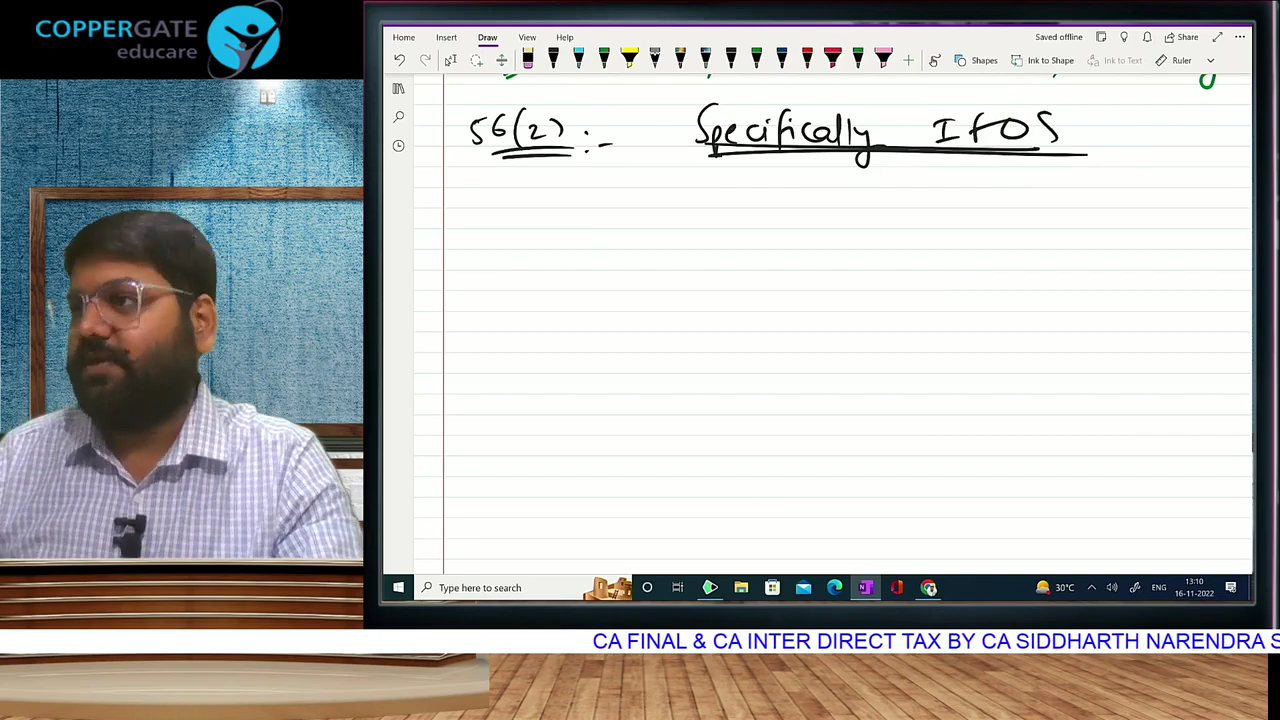 COPPERGATE
educare
Home Insert Draw View Help
Saved offline
Share
Shapes
Ink to Shape
Ink to Text
Ruler
56(2) :- Specifically IFOS
Type here to search
30°C
ENG
13:10
16-11-2022
CA FINAL & CA INTER DIRECT TAX BY CA SIDDHARTH NARENDRA S